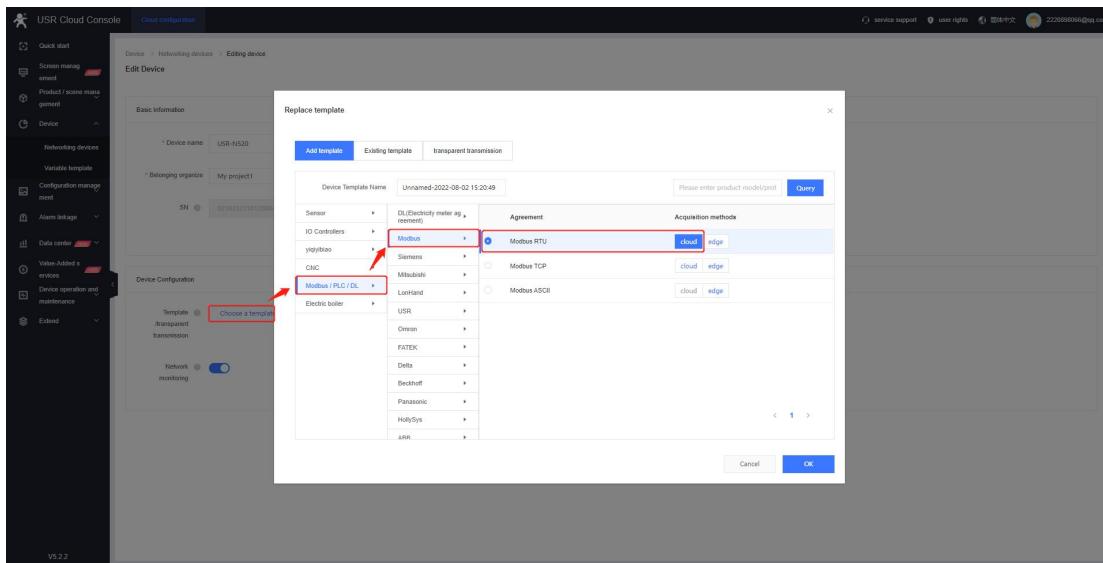 USR Cloud Console
Cloud configuration
service support
user rights
简体中文
Quick start
Screen manag
ement
Product / scene mana
gement
Device
Networking devices
Variable template
Configuration manage
ment
Alarm linkage
Data center
Value-Added s
ervices
Device operation and
maintenance
Extend
V5.2.2
Device > Networking devices > Editing device
Edit Device
Basic Information
* Device name USR-N520
* Belonging organize My project1
SN
Device Configuration
Template
/transparent
transmission
Choose a template
Network
monitoring
Replace template
Add template Existing template transparent transmission
Device Template Name Unnamed-2022-08-02 15:20:49
Please enter product model/prot Query
Sensor
IO Controllers
yiqiyibiao
CNC
Modbus / PLC / DL
Electric boiler
DL(Electricity meter ag
reement)
Modbus
Siemens
Mitsubishi
LonHand
USR
Omron
FATEK
Delta
Beckhoff
Panasonic
HollySys
ABB
Agreement Acquisition methods
Modbus RTU cloud edge
Modbus TCP cloud edge
Modbus ASCII cloud edge
< 1 >
Cancel OK